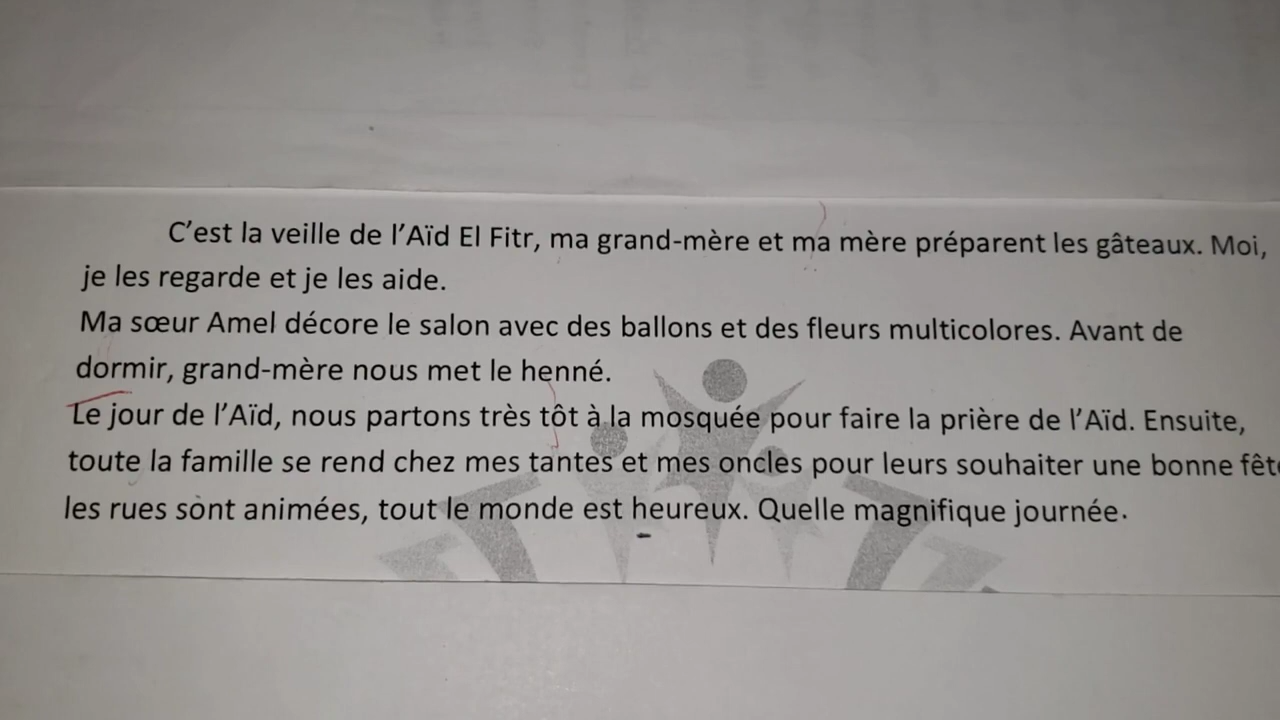 C'est la veille de l'Aïd El Fitr, ma grand-mère et ma mère préparent les gâteaux. Moi,
je les regarde et je les aide.
Ma sœur Amel décore le salon avec des ballons et des fleurs multicolores. Avant de
dormir, grand-mère nous met le henné.
Le jour de l'Aïd, nous partons très tôt à la mosquée pour faire la prière de l'Aïd. Ensuite,
toute la famille se rend chez mes tantes et mes oncles pour leurs souhaiter une bonne fête
les rues sont animées, tout le monde est heureux. Quelle magnifique journée.